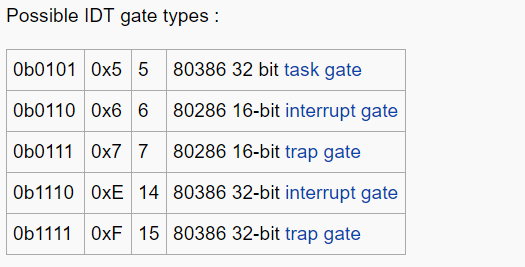 Possible IDT gate types :
0b0101 0x5 5 80386 32 bit task gate
0b0110 0x6 6 80286 16-bit interrupt gate
0b0111 0x7 7 80286 16-bit trap gate
0b1110 0xE 14 80386 32-bit interrupt gate
0b1111 0xF 15 80386 32-bit trap gate